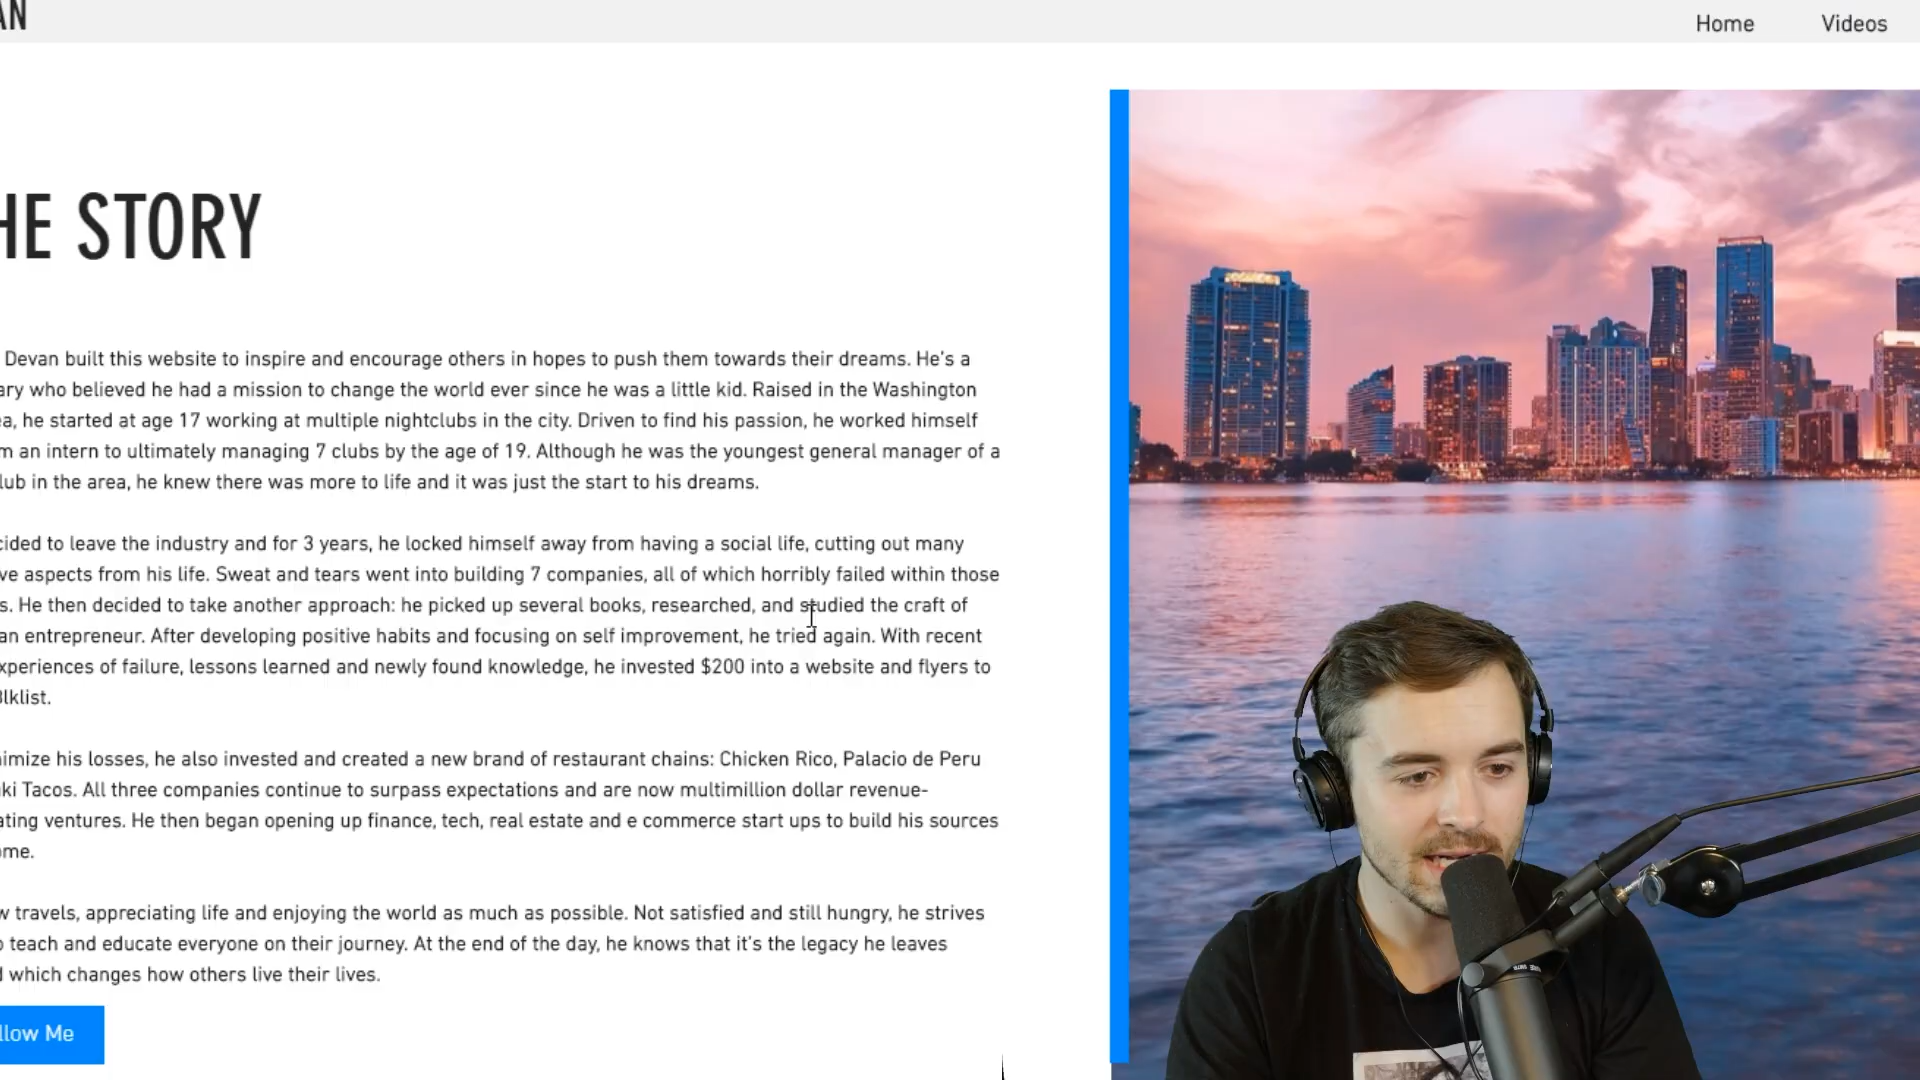 AN
Home
Videos
HE STORY
Devan built this website to inspire and encourage others in hopes to push them towards their dreams. He's a
ary who believed he had a mission to change the world ever since he was a little kid. Raised in the Washington
a, he started at age 17 working at multiple nightclubs in the city. Driven to find his passion, he worked himself
m an intern to ultimately managing 7 clubs by the age of 19. Although he was the youngest general manager of a
lub in the area, he knew there was more to life and it was just the start to his dreams.
cided to leave the industry and for 3 years, he locked himself away from having a social life, cutting out many
ve aspects from his life. Sweat and tears went into building 7 companies, all of which horribly failed within those
s. He then decided to take another approach: he picked up several books, researched, and studied the craft of
an entrepreneur. After developing positive habits and focusing on self improvement, he tried again. With recent
xperiences of failure, lessons learned and newly found knowledge, he invested $200 into a website and flyers to
Blklist.
nimize his losses, he also invested and created a new brand of restaurant chains: Chicken Rico, Palacio de Peru
ki Tacos. All three companies continue to surpass expectations and are now multimillion dollar revenue-
ating ventures. He then began opening up finance, tech, real estate and e commerce start ups to build his sources
ome.
w travels, appreciating life and enjoying the world as much as possible. Not satisfied and still hungry, he strives
o teach and educate everyone on their journey. At the end of the day, he knows that it's the legacy he leaves
d which changes how others live their lives.
llow Me